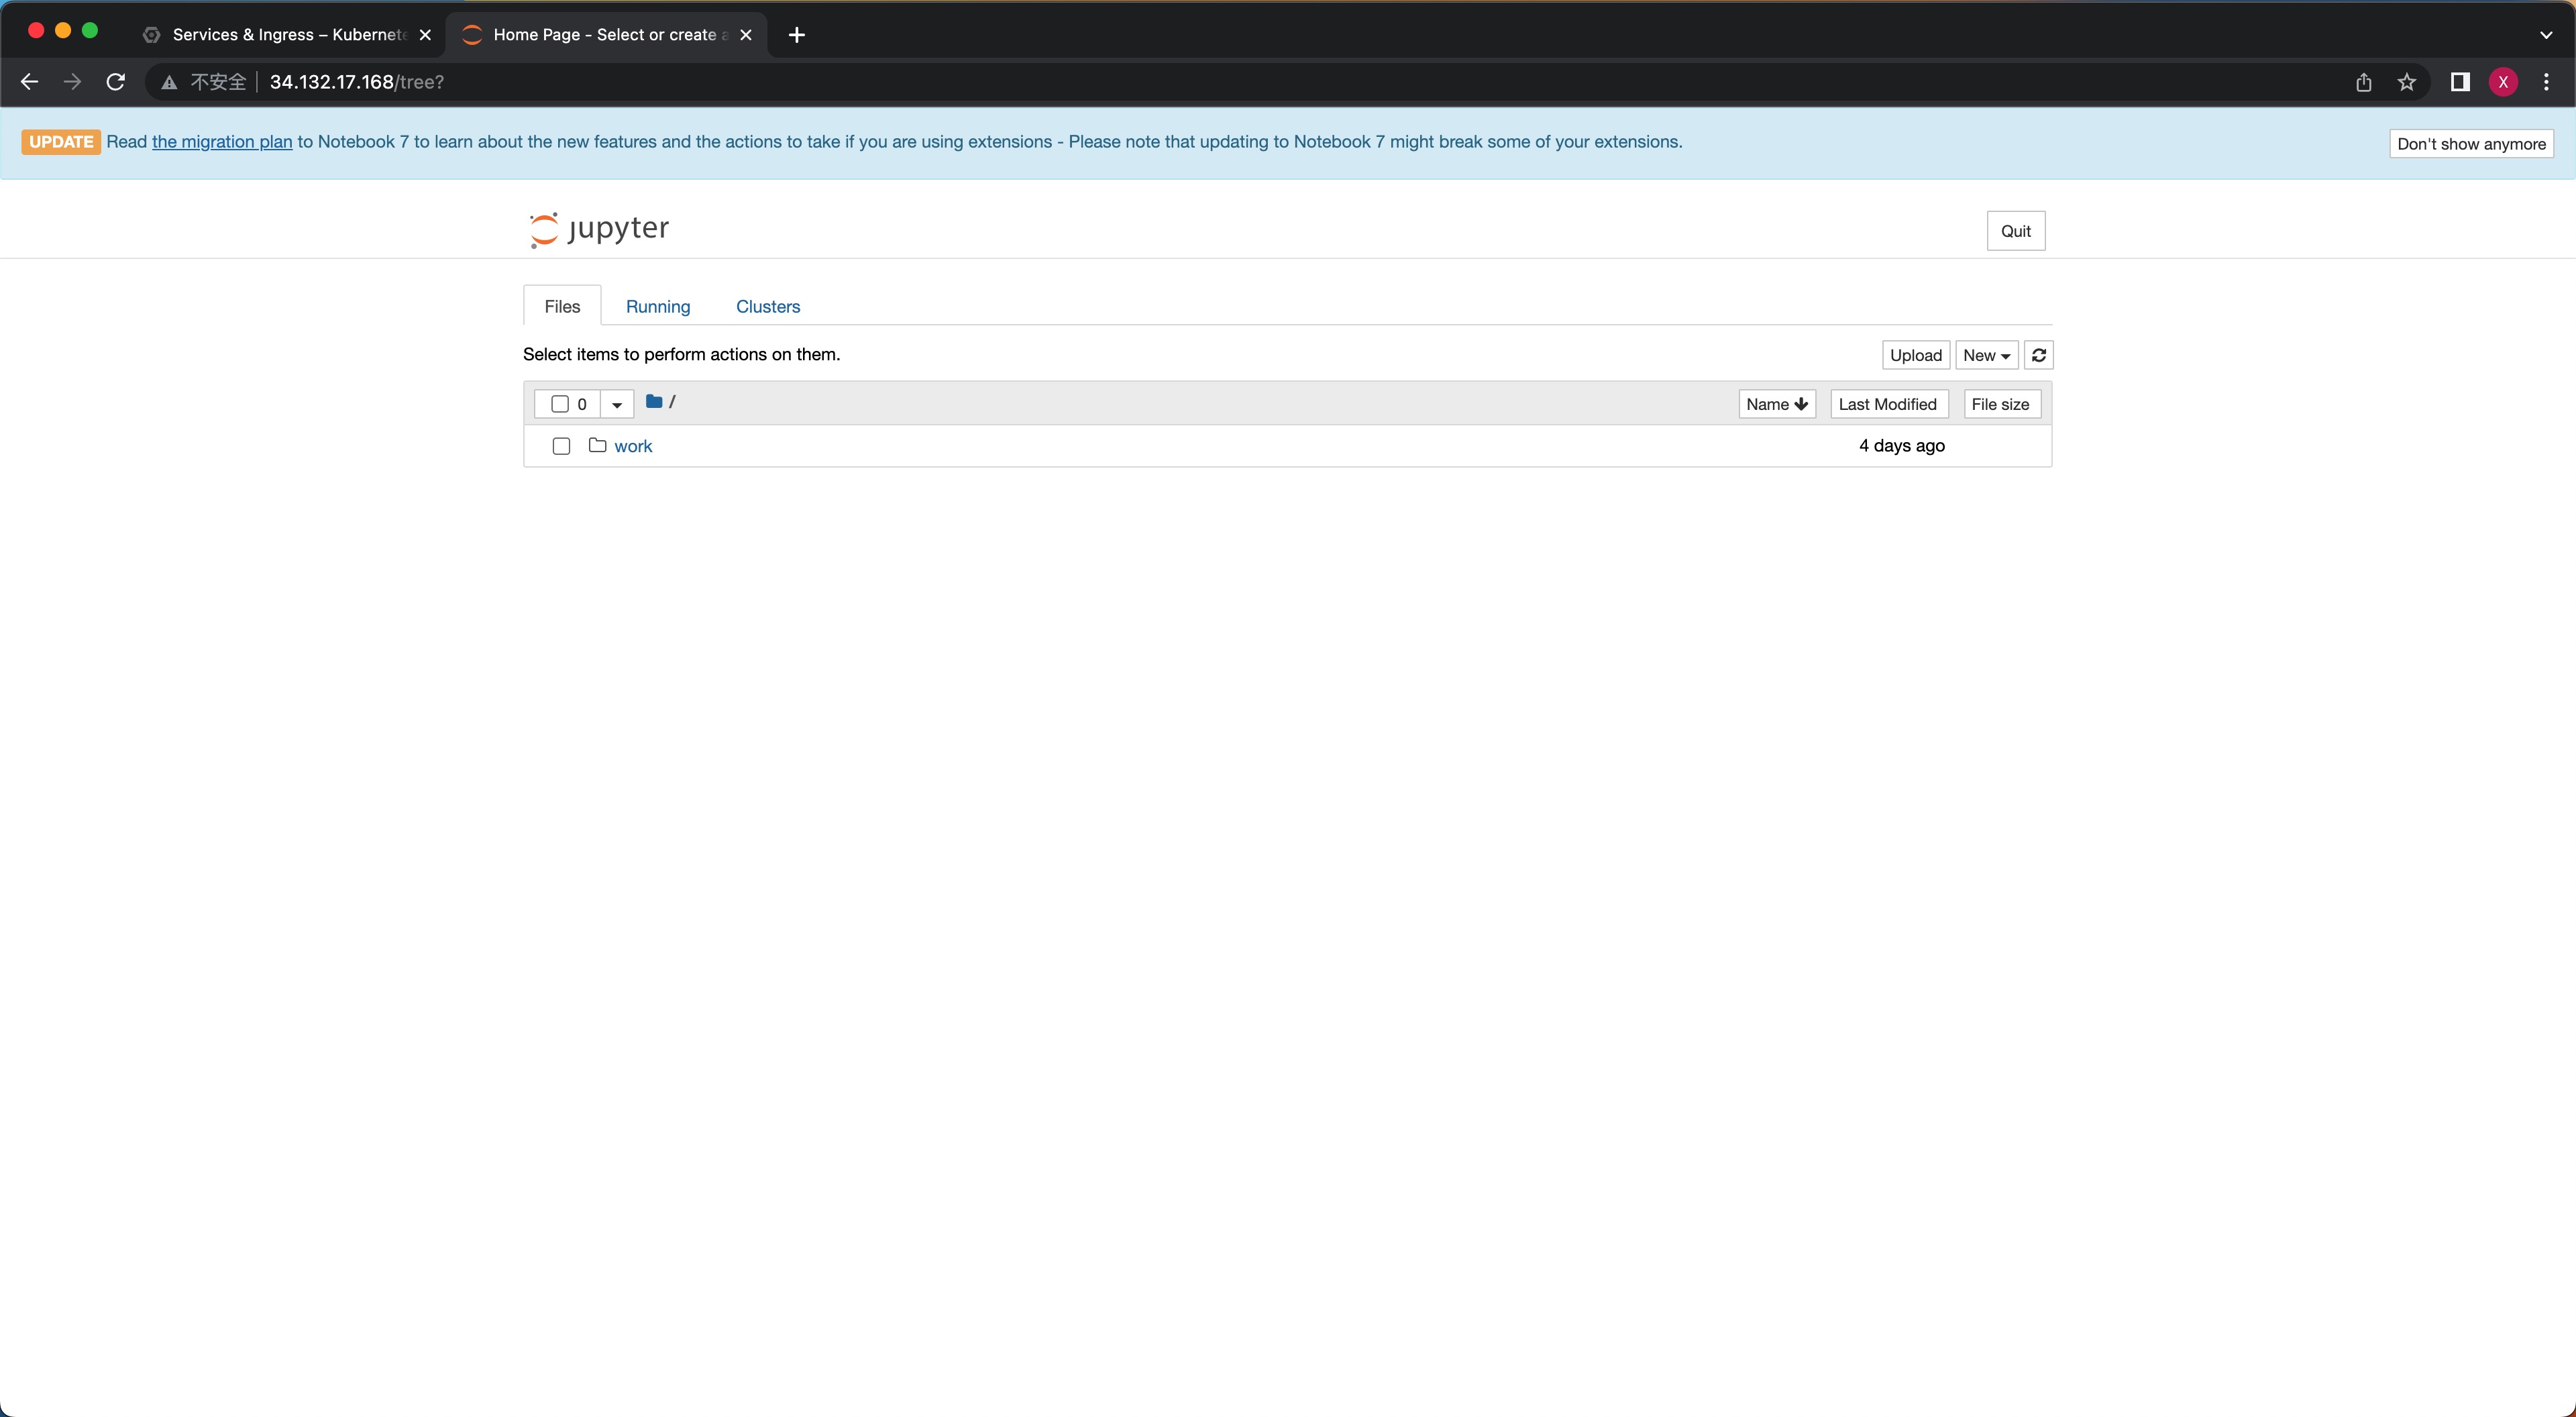 Services & Ingress – Kubernete
Home Page - Select or create a
不安全 34.132.17.168/tree?
X
UPDATE Read the migration plan to Notebook 7 to learn about the new features and the actions to take if you are using extensions - Please note that updating to Notebook 7 might break some of your extensions.
Don't show anymore
jupyter
Quit
Files Running Clusters
Select items to perform actions on them.
Upload New
0 / Name Last Modified File size
work 4 days ago